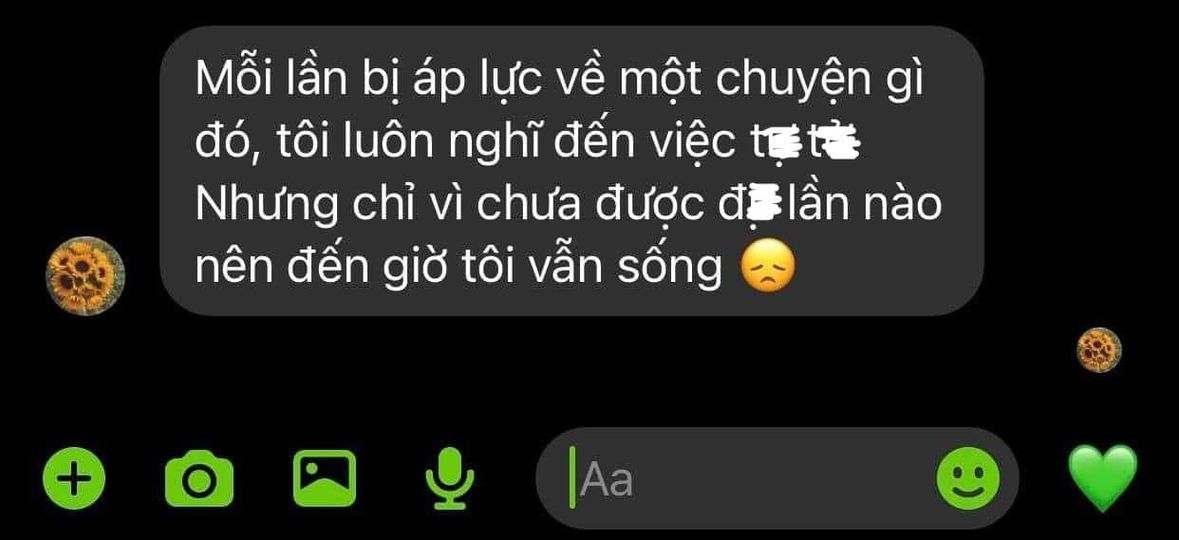 Mỗi lần bị áp lực về một chuyện gì
đó, tôi luôn nghĩ đến việc
Nhưng chỉ vì chưa được lần nào
nên đến giờ tôi vẫn sống 😞
Aa